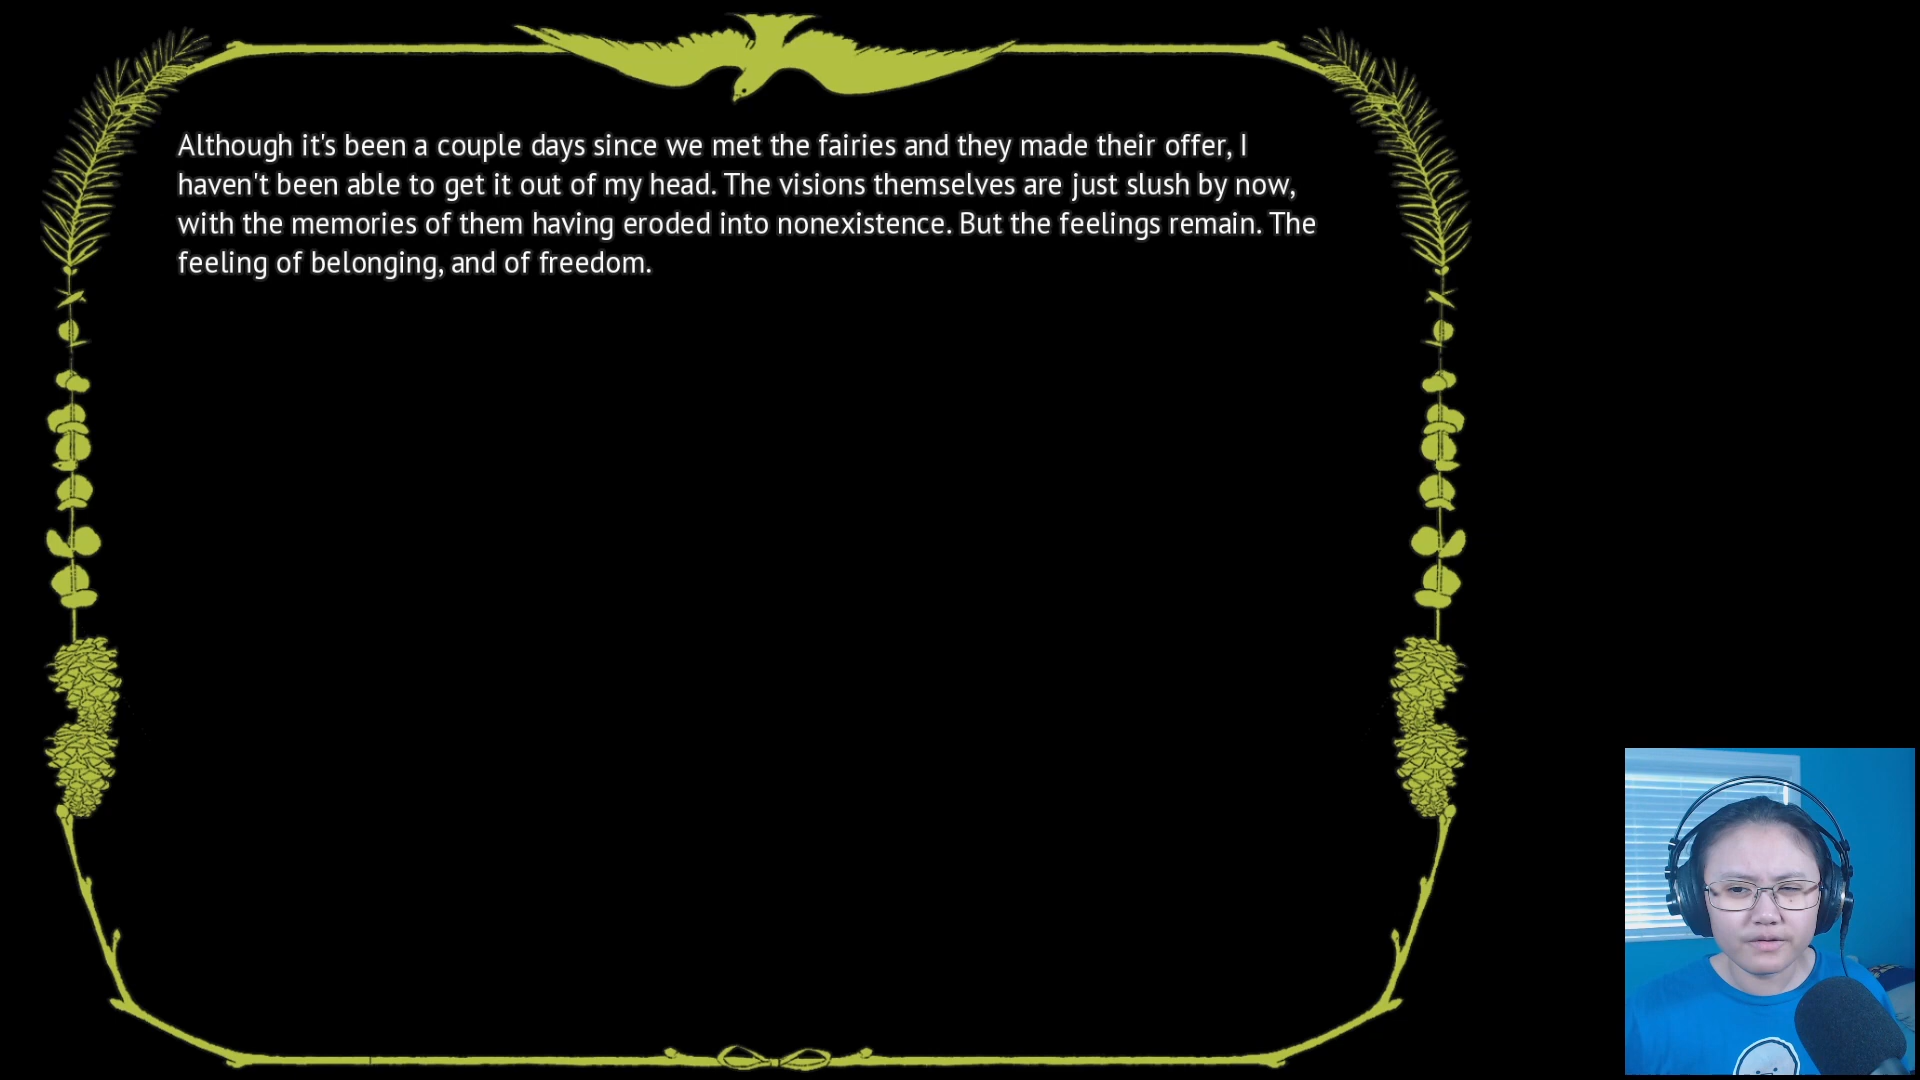 Although it's been a couple days since we met the fairies and they made their offer, I
haven't been able to get it out of my head. The visions themselves are just slush by now,
with the memories of them having eroded into nonexistence. But the feelings remain. The
feeling of belonging, and of freedom.